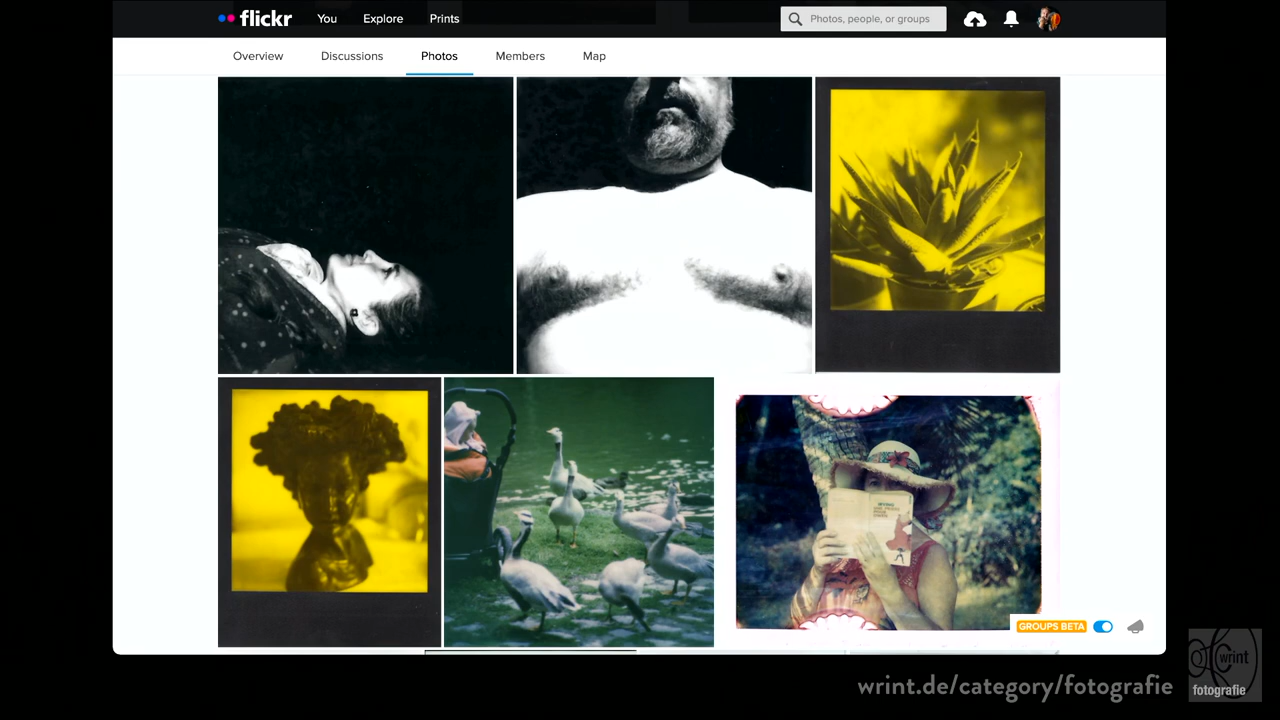 flickr
You Explore Prints
Photos, people, or groups
Overview Discussions Photos Members Map
GROUPS BETA
wrint.de/category/fotografie
wrint
fotografie